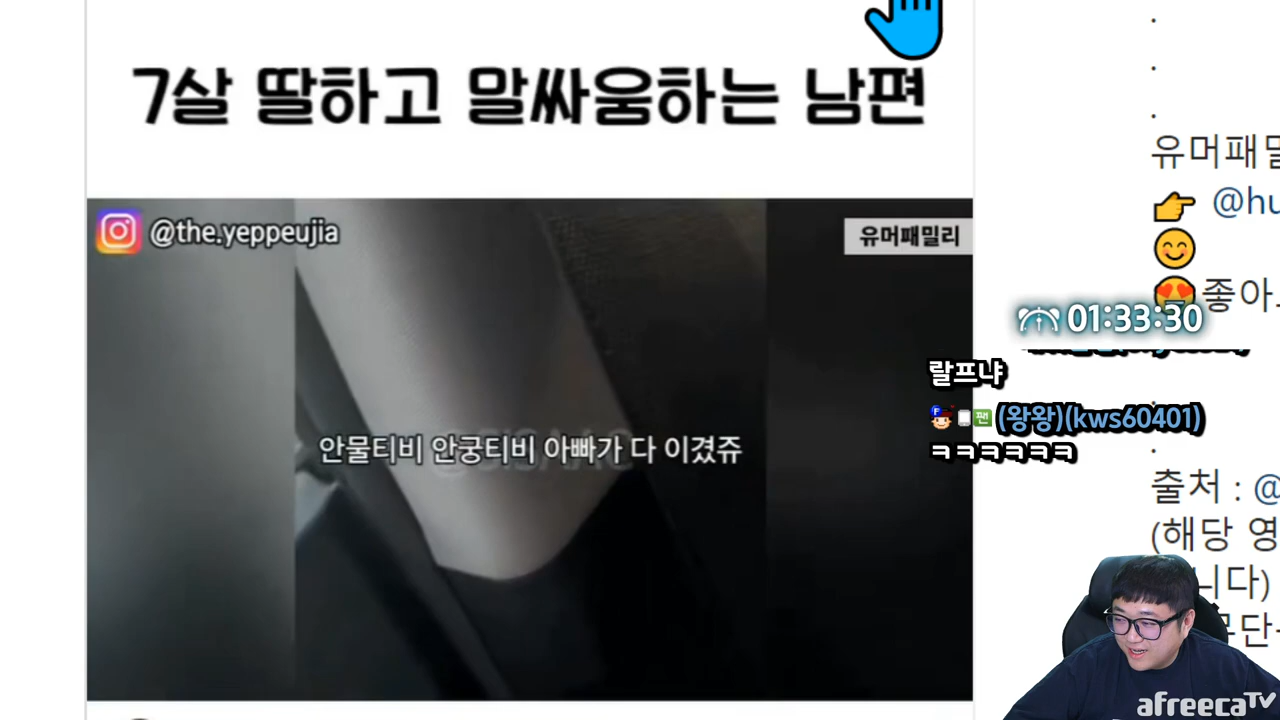 7살 딸하고 말싸움하는 남편
@the.yeppeujia
유머패밀리
안물티비 안궁티비 아빠가 다 이겼쥬
.
.
.
유머패밀
👉 @hu
😊
😍좋아
01:33:30
랄프냐
(왕왕)(kws60401)
ㅋㅋㅋㅋㅋㅋ
.
.
출처 : @
(해당 영
니다)
무단
afreecaTV